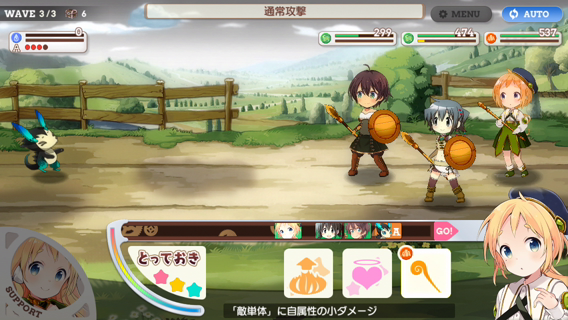 WAVE 3/3 6
通常攻撃
MENU
AUTO
0
A
299
474
537
A
GO!
とっておき
SUPPORT
「敵単体」に自属性の小ダメージ